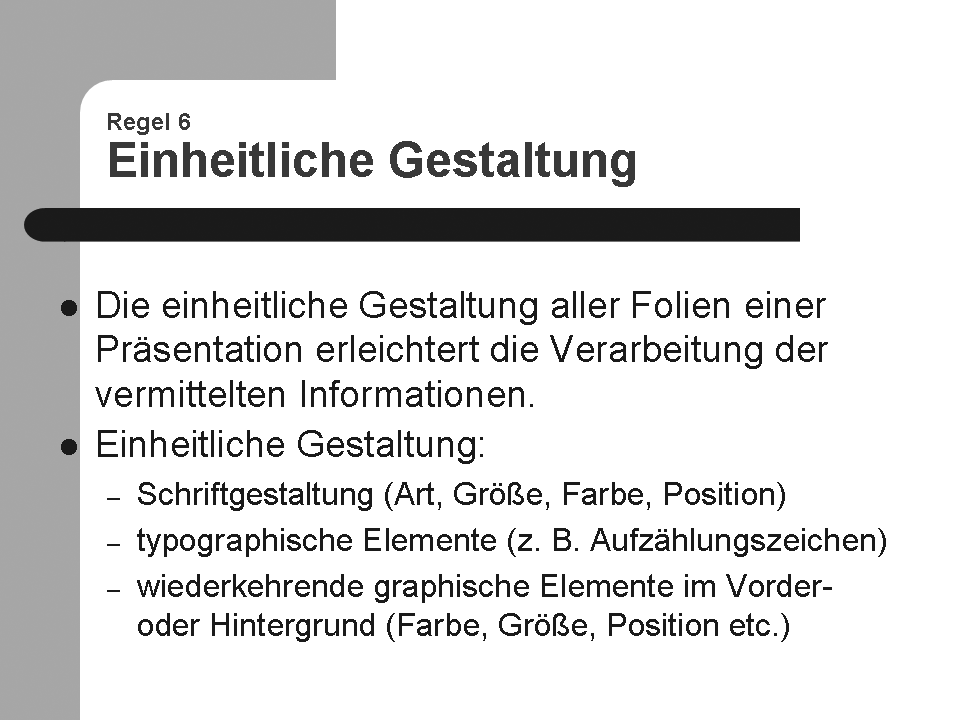 Regel 6
Einheitliche Gestaltung
● Die einheitliche Gestaltung aller Folien einer
Präsentation erleichtert die Verarbeitung der
vermittelten Informationen.
● Einheitliche Gestaltung:
– Schriftgestaltung (Art, Größe, Farbe, Position)
– typographische Elemente (z. B. Aufzählungszeichen)
– wiederkehrende graphische Elemente im Vorder-
oder Hintergrund (Farbe, Größe, Position etc.)